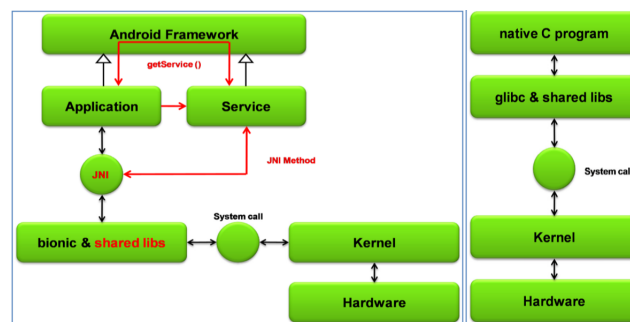 Android Framework
getService ()
Application
Service
JNI
JNI Method
bionic & shared libs
System call
Kernel
Hardware
native C program
glibc & shared libs
System cal
Kernel
Hardware